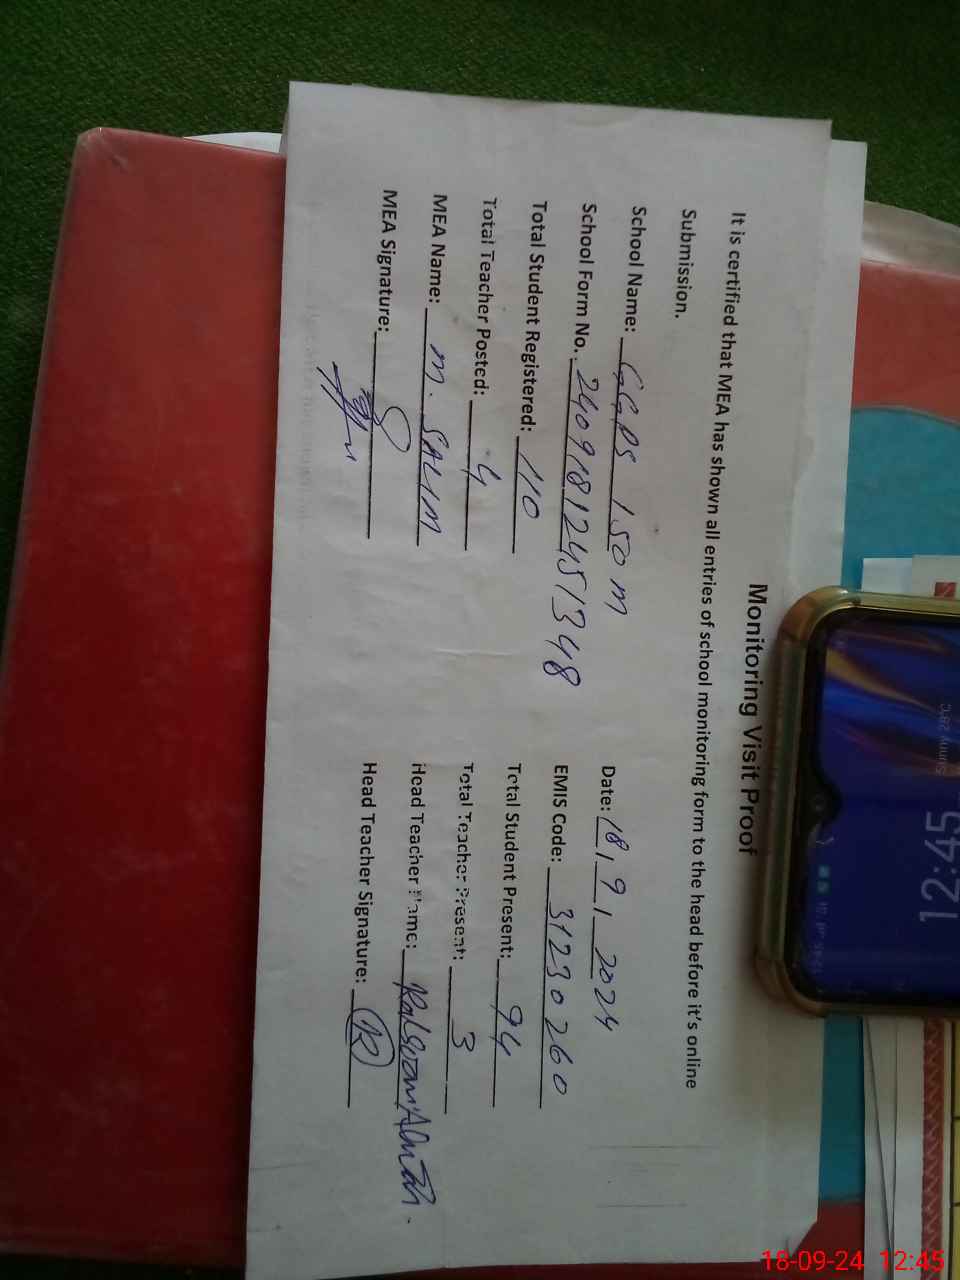 Monitoring Visit Proof
It is certified that MEA has shown all entries of school monitoring form to the head before it's online
Submission.
School Name: GGPS 150 M
Date: 18, 9, 2024
School Form No. 24091812451348
EMIS Code: 31230260
Total Student Registered: 110
Total Student Present: 94
Total Teacher Posted: 4
Total Teacher Present: 3
MEA Name: M. SALIM
Head Teacher Name:
MEA Signature:
Head Teacher Signature:
12:45
Sunny 28°C
18-09-24 12:45